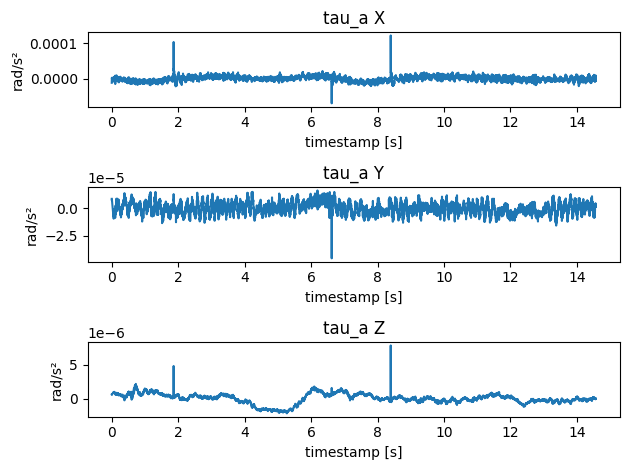 tau_a X
0.0001
0.0000
rad/s²
0 2 4 6 8 10 12 14
timestamp [s]
1e−5
tau_a Y
0.0
−2.5
rad/s²
0 2 4 6 8 10 12 14
timestamp [s]
1e−6
tau_a Z
5
0
rad/s²
0 2 4 6 8 10 12 14
timestamp [s]